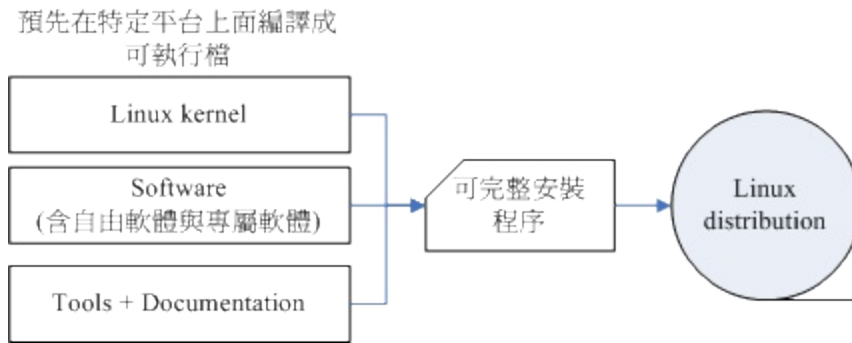 預先在特定平台上面編譯成
可執行檔
Linux kernel
Software
(含自由軟體與專屬軟體)
Tools + Documentation
可完整安裝
程序
Linux
distribution